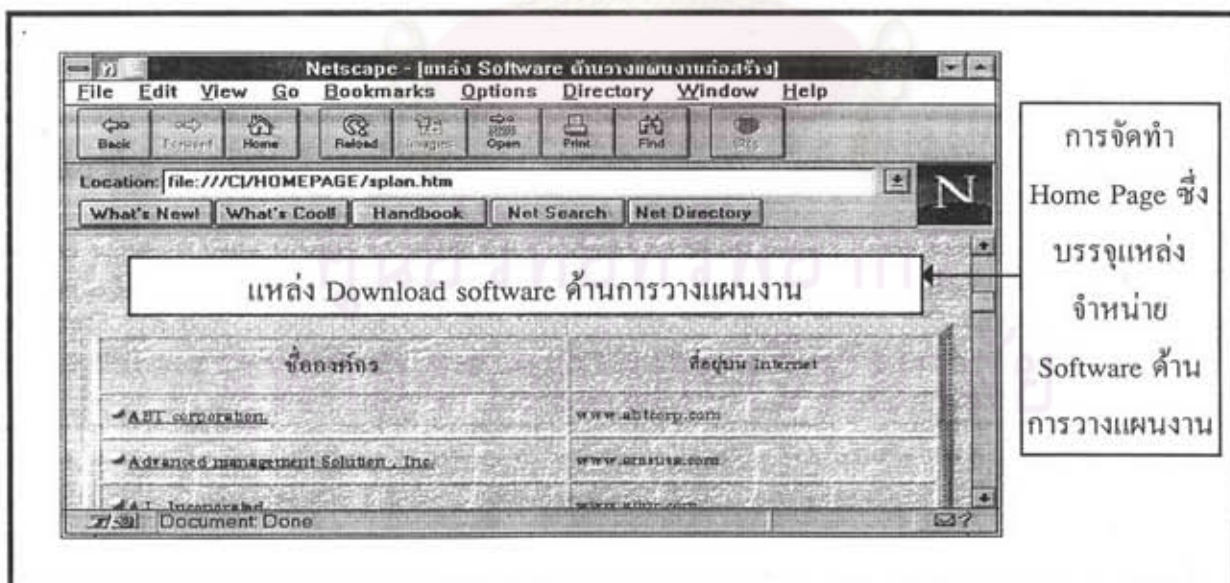 Netscape - [แหล่ง Software ด้านวางแผนงานก่อสร้าง]
File Edit View Go Bookmarks Options Directory Window Help
Back Forward Home Reload Images Open Print Find Stop
Location: file:///C|/HOMEPAGE/splan.htm
What's New! What's Cool! Handbook Net Search Net Directory
N
แหล่ง Download software ด้านการวางแผนงาน
ชื่อองค์กร ที่อยู่บน Internet
ABT corporation. www.abtcorp.com
Advanced management Solution , Inc. www.amsusa.com
Incorporated
Document: Done
การจัดทำ
Home Page ซึ่ง
บรรจุแหล่ง
จำหน่าย
Software ด้าน
การวางแผนงาน